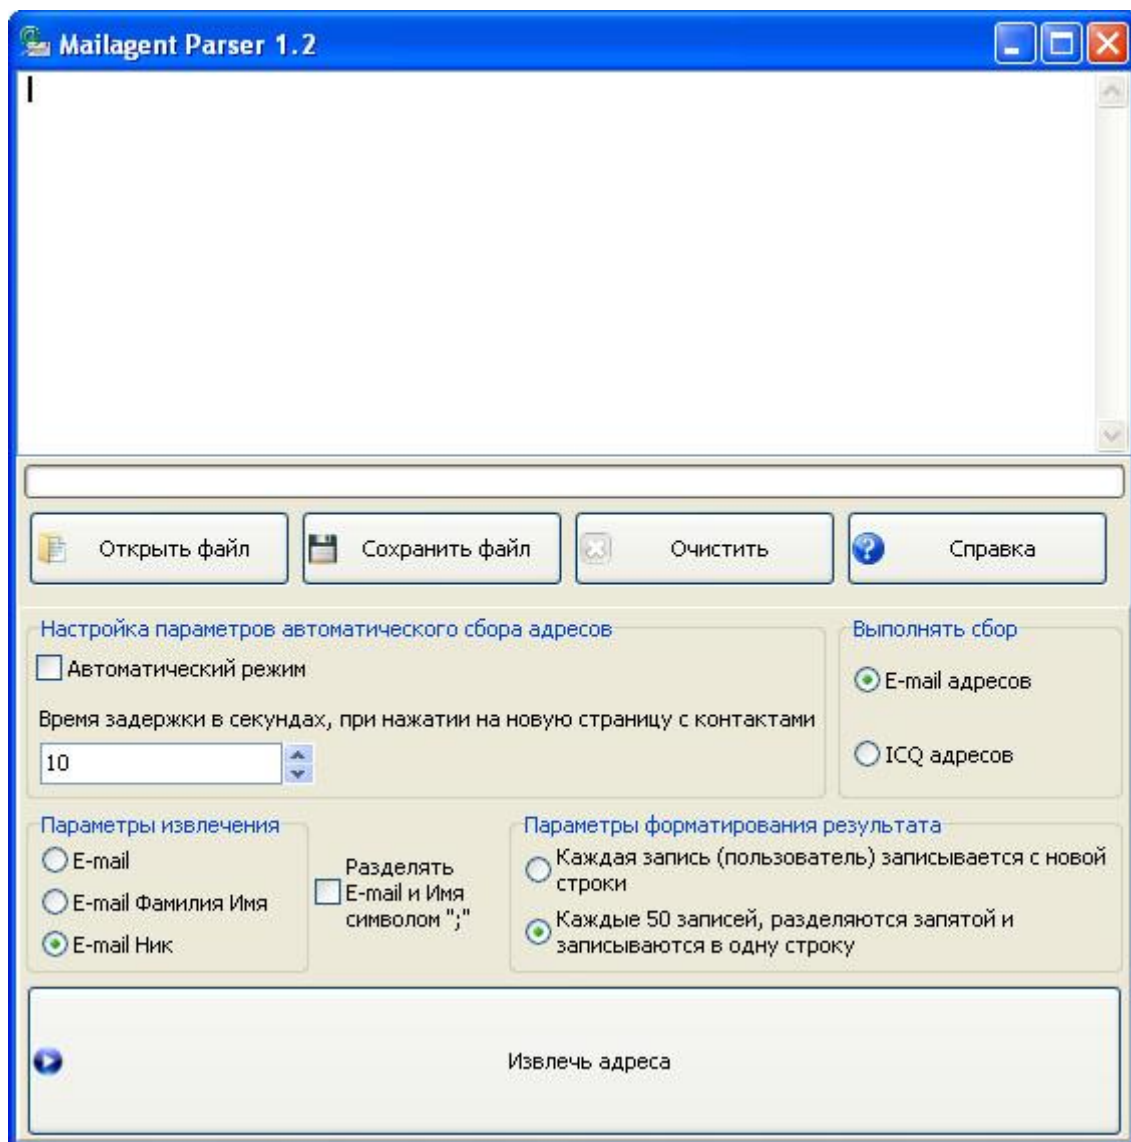 Mailagent Parser 1.2
Открыть файл
Сохранить файл
Очистить
Справка
Настройка параметров автоматического сбора адресов
Автоматический режим
Время задержки в секундах, при нажатии на новую страницу с контактами
10
Выполнять сбор
E-mail адресов
ICQ адресов
Параметры извлечения
E-mail
E-mail Фамилия Имя
E-mail Ник
Разделять
E-mail и Имя
символом ";"
Параметры форматирования результата
Каждая запись (пользователь) записывается с новой
строки
Каждые 50 записей, разделяются запятой и
записываются в одну строку
Извлечь адреса